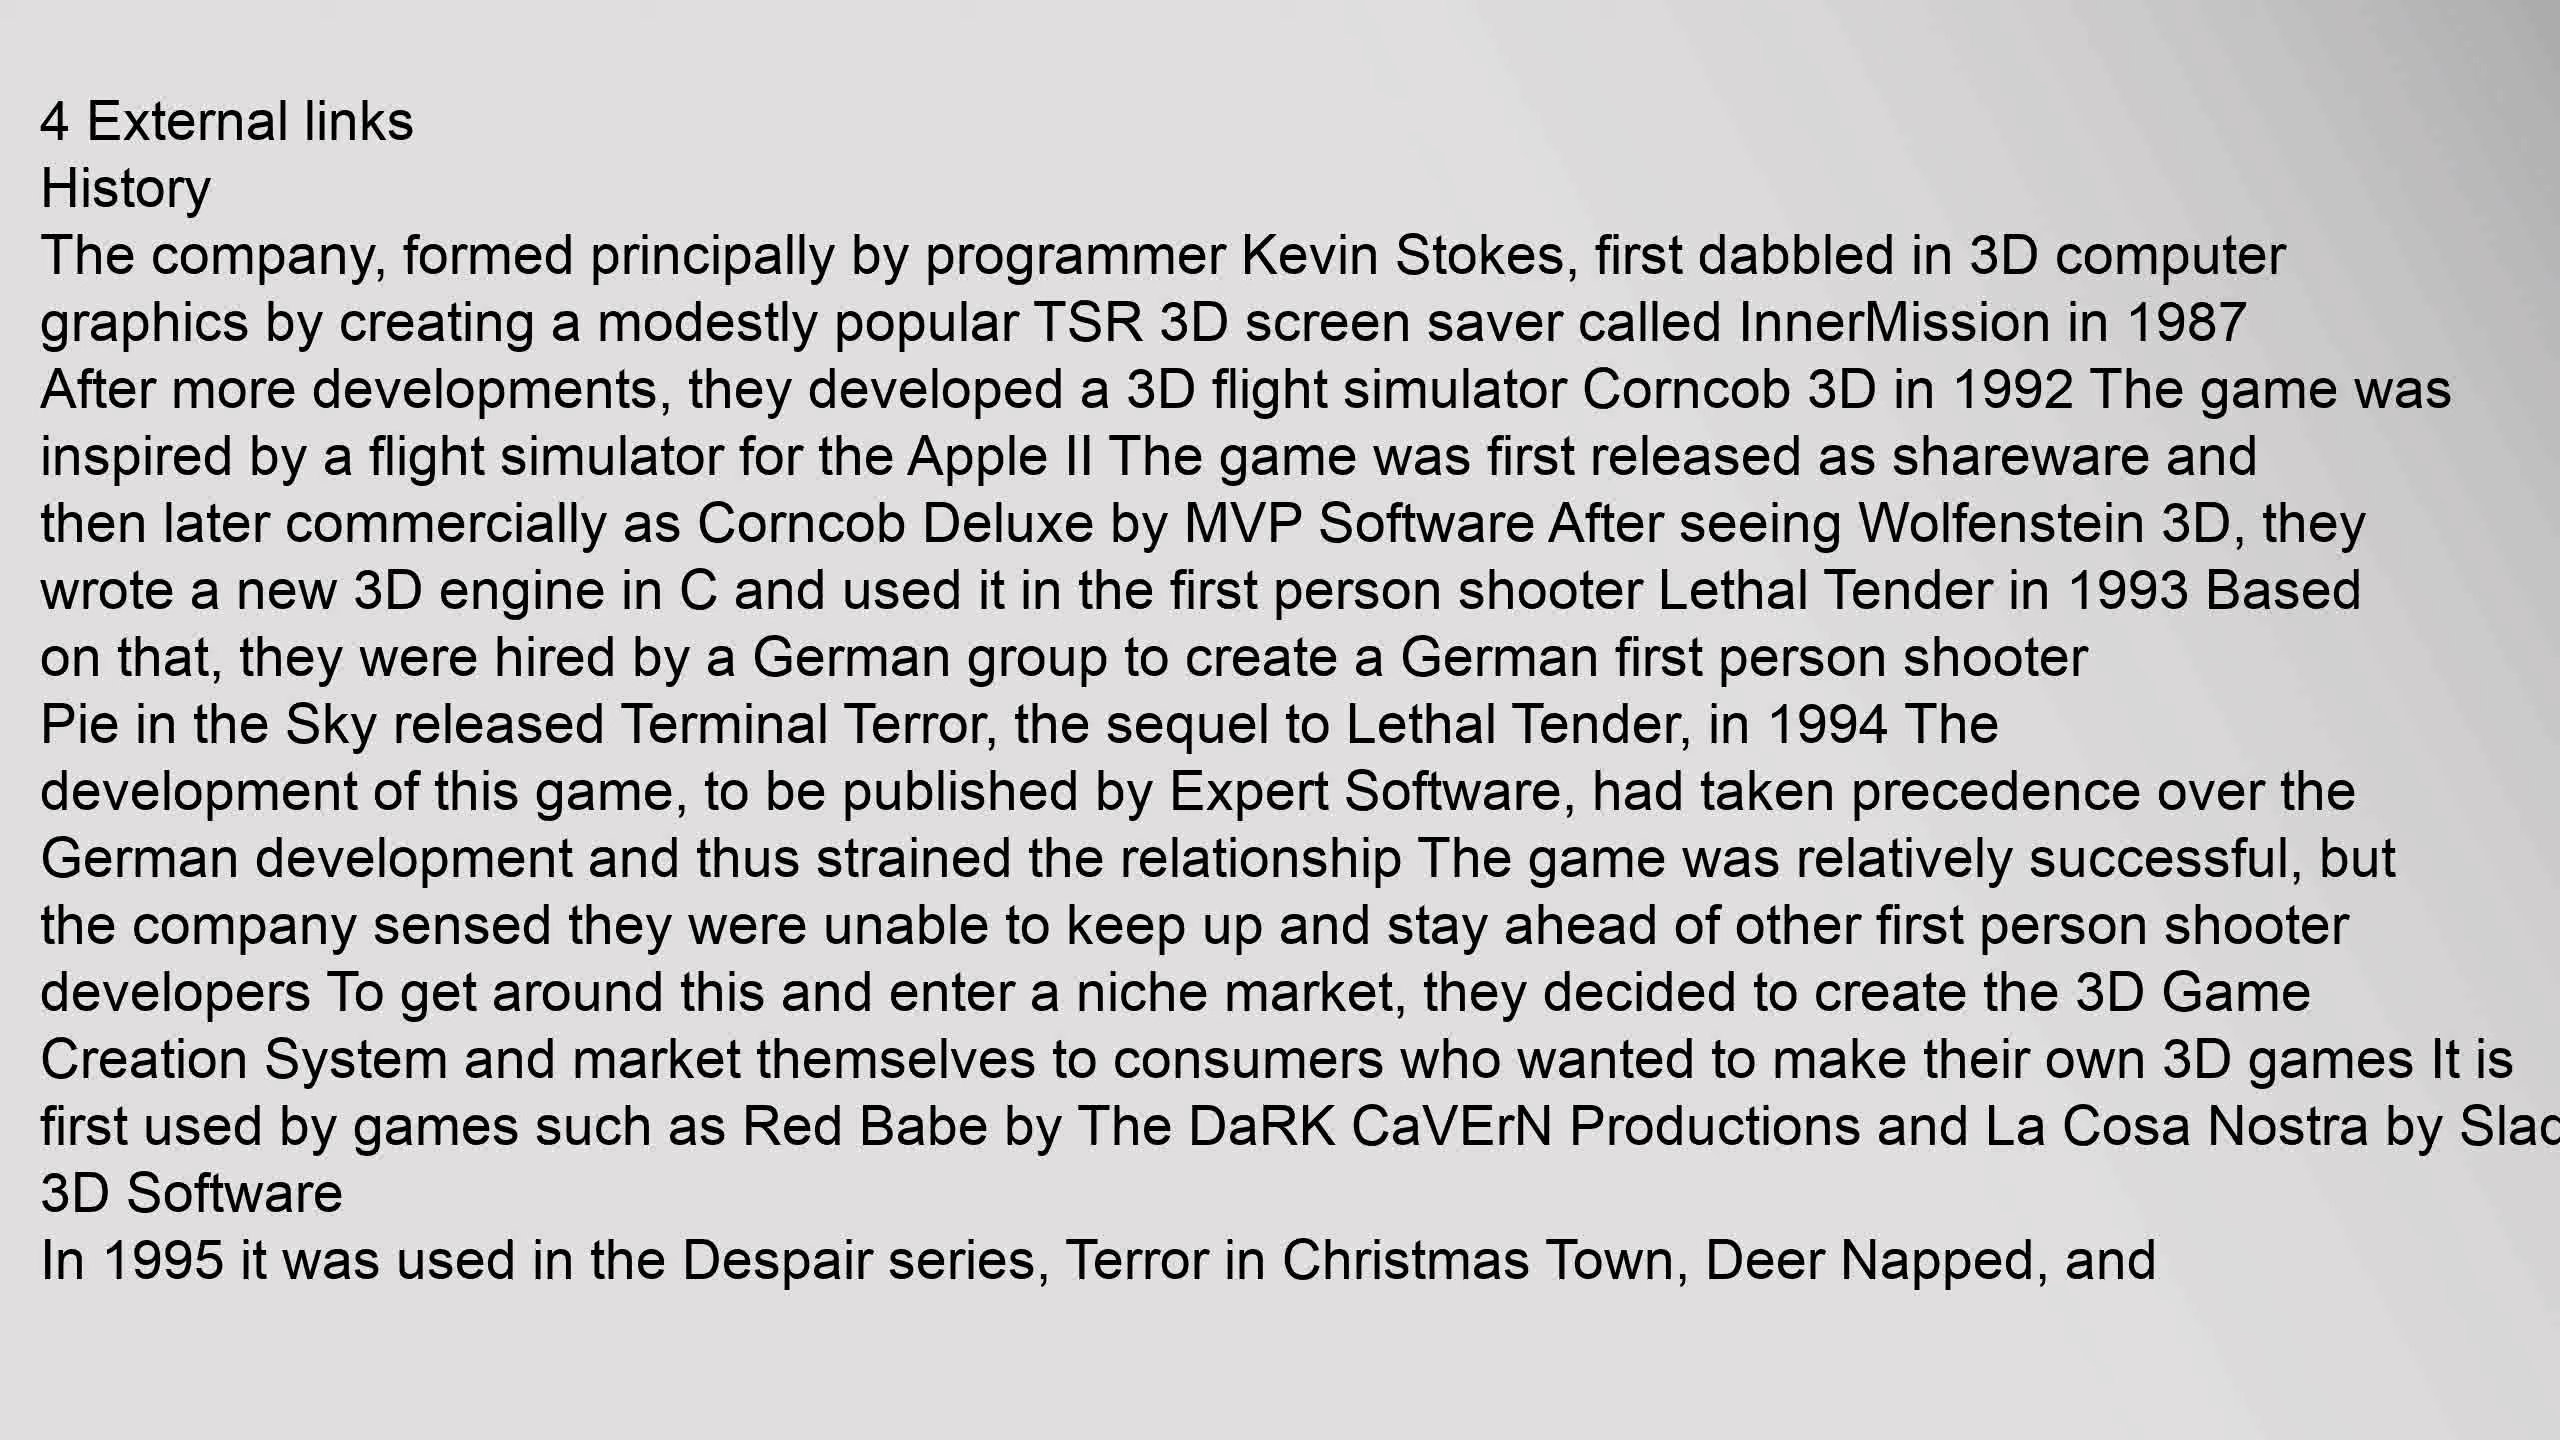 4 External links
History
The company, formed principally by programmer Kevin Stokes, first dabbled in 3D computer
graphics by creating a modestly popular TSR 3D screen saver called InnerMission in 1987
After more developments, they developed a 3D flight simulator Corncob 3D in 1992 The game was
inspired by a flight simulator for the Apple II The game was first released as shareware and
then later commercially as Corncob Deluxe by MVP Software After seeing Wolfenstein 3D, they
wrote a new 3D engine in C and used it in the first person shooter Lethal Tender in 1993 Based
on that, they were hired by a German group to create a German first person shooter
Pie in the Sky released Terminal Terror, the sequel to Lethal Tender, in 1994 The
development of this game, to be published by Expert Software, had taken precedence over the
German development and thus strained the relationship The game was relatively successful, but
the company sensed they were unable to keep up and stay ahead of other first person shooter
developers To get around this and enter a niche market, they decided to create the 3D Game
Creation System and market themselves to consumers who wanted to make their own 3D games It is
first used by games such as Red Babe by The DaRK CaVErN Productions and La Cosa Nostra by
3D Software
In 1995 it was used in the Despair series, Terror in Christmas Town, Deer Napped, and